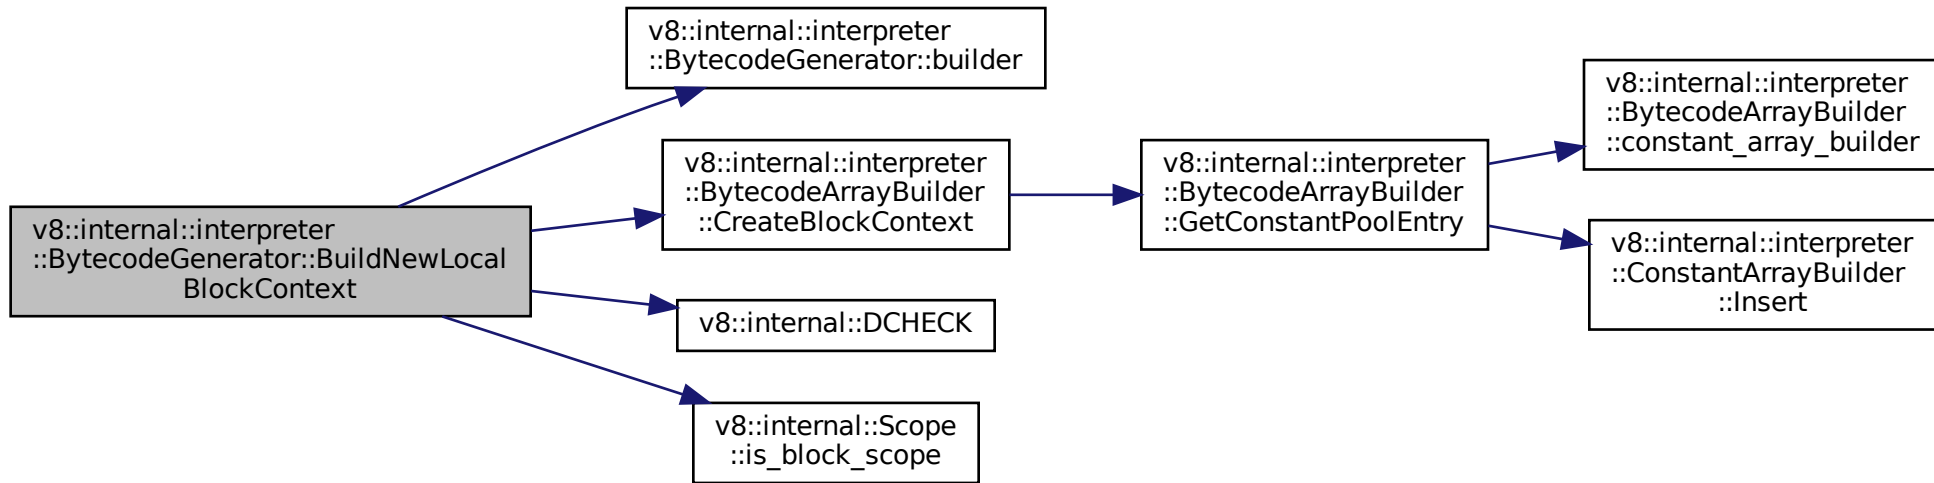 v8::internal::interpreter
::BytecodeGenerator::BuildNewLocal
BlockContext
v8::internal::interpreter
::BytecodeGenerator::builder
v8::internal::interpreter
::BytecodeArrayBuilder
::CreateBlockContext
v8::internal::DCHECK
v8::internal::Scope
::is_block_scope
v8::internal::interpreter
::BytecodeArrayBuilder
::GetConstantPoolEntry
v8::internal::interpreter
::BytecodeArrayBuilder
::constant_array_builder
v8::internal::interpreter
::ConstantArrayBuilder
::Insert